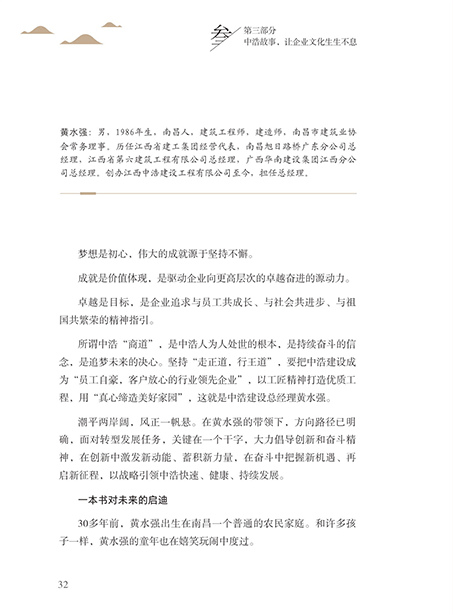 叁
第三部分
中浩故事，让企业文化生生不息
黄水强：男，1986年生，南昌人，建筑工程师，建造师，南昌市建筑业协
会常务理事。历任江西省建工集团经营代表，南昌旭日路桥广东分公司总
经理，江西省第六建筑工程有限公司总经理，广西华南建设集团江西分公
司总经理。创办江西中浩建设工程有限公司至今，担任总经理。
梦想是初心，伟大的成就源于坚持不懈。
成就是价值体现，是驱动企业向更高层次的卓越奋进的源动力。
卓越是目标，是企业追求与员工共成长、与社会共进步、与祖
国共繁荣的精神指引。
所谓中浩“商道”，是中浩人为人处世的根本，是持续奋斗的信
念，是追梦未来的决心。坚持“走正道，行王道”，要把中浩建设成
为“员工自豪，客户放心的行业领先企业”，以工匠精神打造优质工
程，用“真心缔造美好家园”，这就是中浩建设总经理黄水强。
潮平两岸阔，风正一帆悬。在黄水强的带领下，方向路径已明
确，面对转型发展任务，关键在一个干字，大力倡导创新和奋斗精
神，在创新中激发新动能、蓄积新力量，在奋斗中把握新机遇、再
启新征程，以战略引领中浩快速、健康、持续发展。
一本书对未来的启迪
30多年前，黄水强出生在南昌一个普通的农民家庭。和许多孩
子一样，黄水强的童年也在嬉笑玩闹中度过。
32